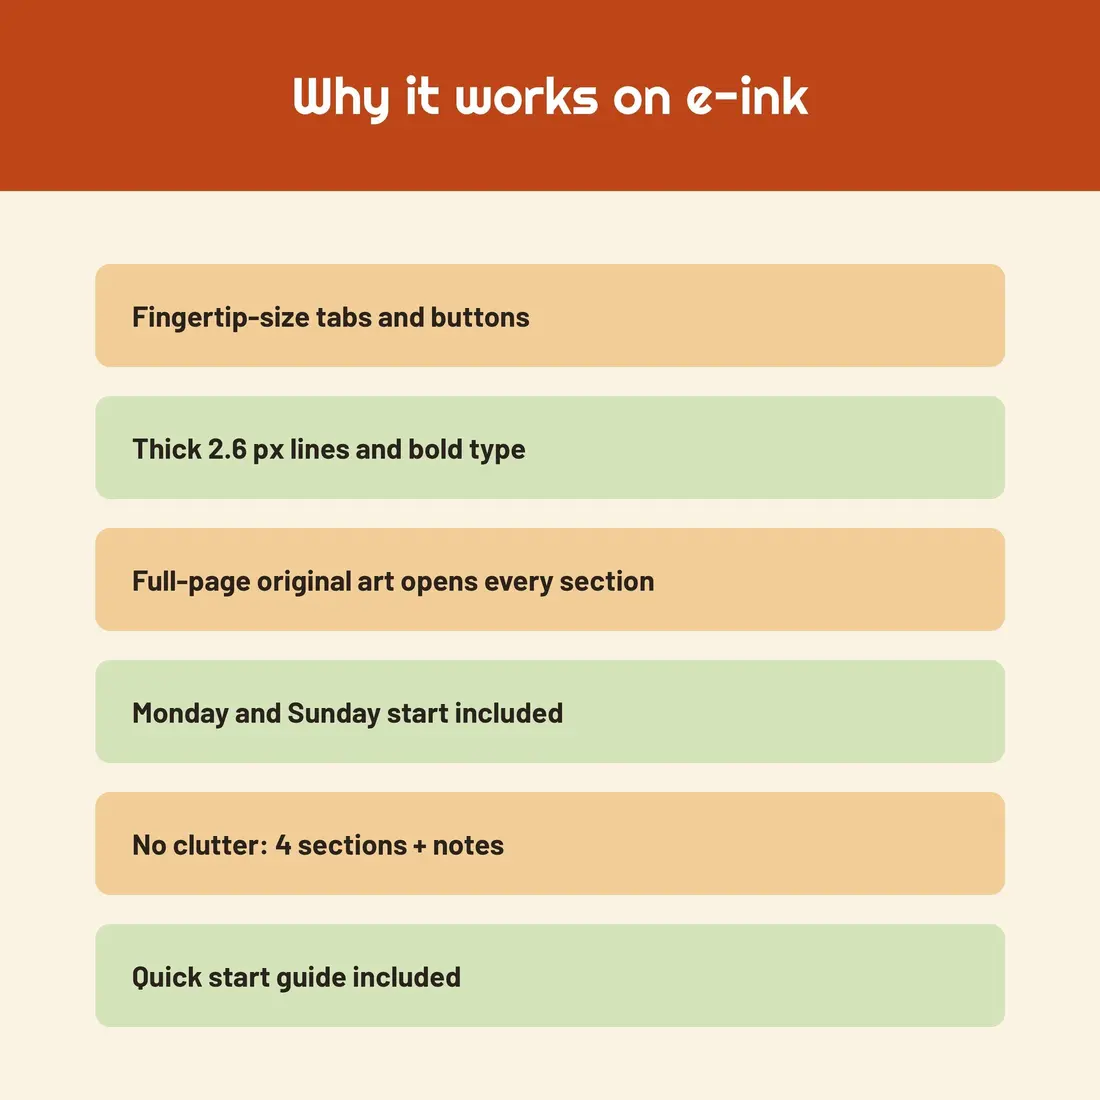 Why it works on e-ink
Fingertip-size tabs and buttons
Thick 2.6 px lines and bold type
Full-page original art opens every section
Monday and Sunday start included
No clutter: 4 sections + notes
Quick start guide included